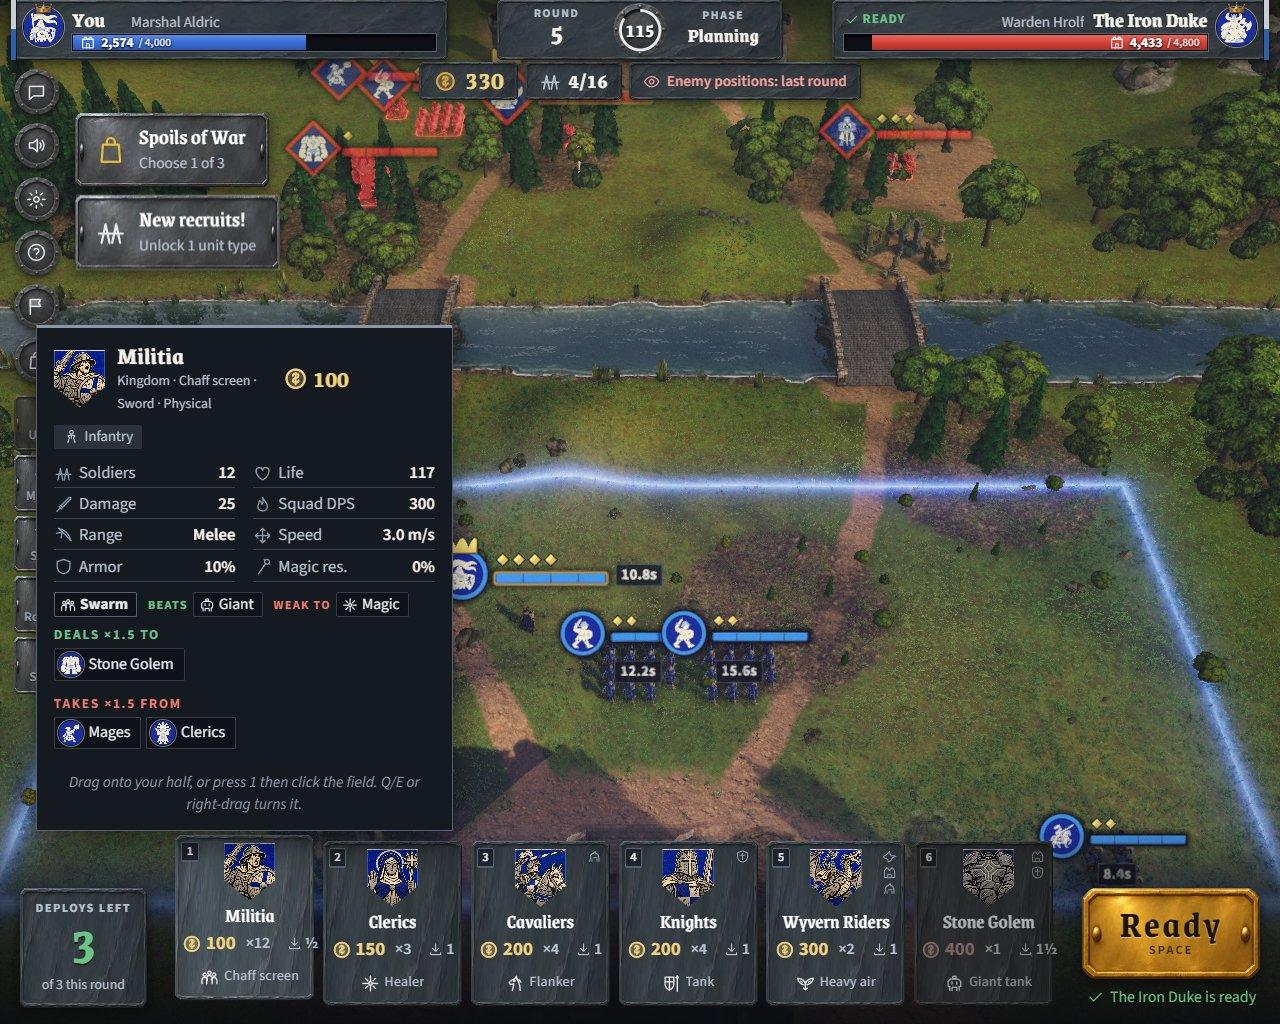 You Marshal Aldric
2,574 / 4,000
ROUND
5
115
PHASE
Planning
READY
Warden Hrolf The Iron Duke
4,433 / 4,800
330
4/16
Enemy positions: last round
Spoils of War
Choose 1 of 3
New recruits!
Unlock 1 unit type
Militia
Kingdom · Chaff screen ·
Sword · Physical
100
Infantry
Soldiers 12 Life 117
Damage 25 Squad DPS 300
Range Melee Speed 3.0 m/s
Armor 10% Magic res. 0%
Swarm BEATS Giant WEAK TO Magic
DEALS ×1.5 TO
Stone Golem
TAKES ×1.5 FROM
Mages Clerics
Drag onto your half, or press 1 then click the field. Q/E or
right-drag turns it.
10.8s
12.2s
15.6s
8.4s
DEPLOYS LEFT
3
of 3 this round
1
Militia
100 ×12 ½
Chaff screen
2
Clerics
150 ×3 1
Healer
3
Cavaliers
200 ×4 1
Flanker
4
Knights
200 ×4 1
Tank
5
Wyvern Riders
300 ×2 1
Heavy air
6
Stone Golem
400 ×1 1½
Giant tank
Ready
SPACE
The Iron Duke is ready